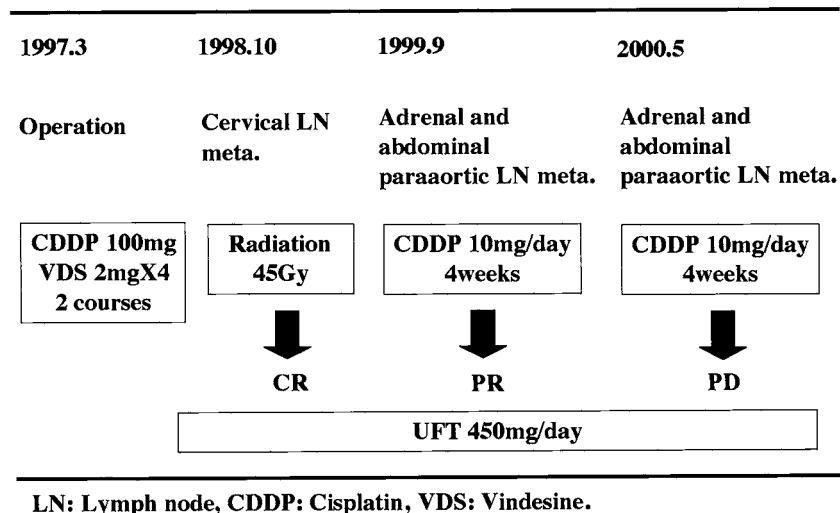 1997.3 1998.10 1999.9 2000.5
Operation
Cervical LN
meta.
Adrenal and
abdominal
paraaortic LN meta.
Adrenal and
abdominal
paraaortic LN meta.
CDDP 100mg
VDS 2mgX4
2 courses
Radiation
45Gy
CDDP 10mg/day
4weeks
CDDP 10mg/day
4weeks
CR PR PD
UFT 450mg/day
LN: Lymph node, CDDP: Cisplatin, VDS: Vindesine.